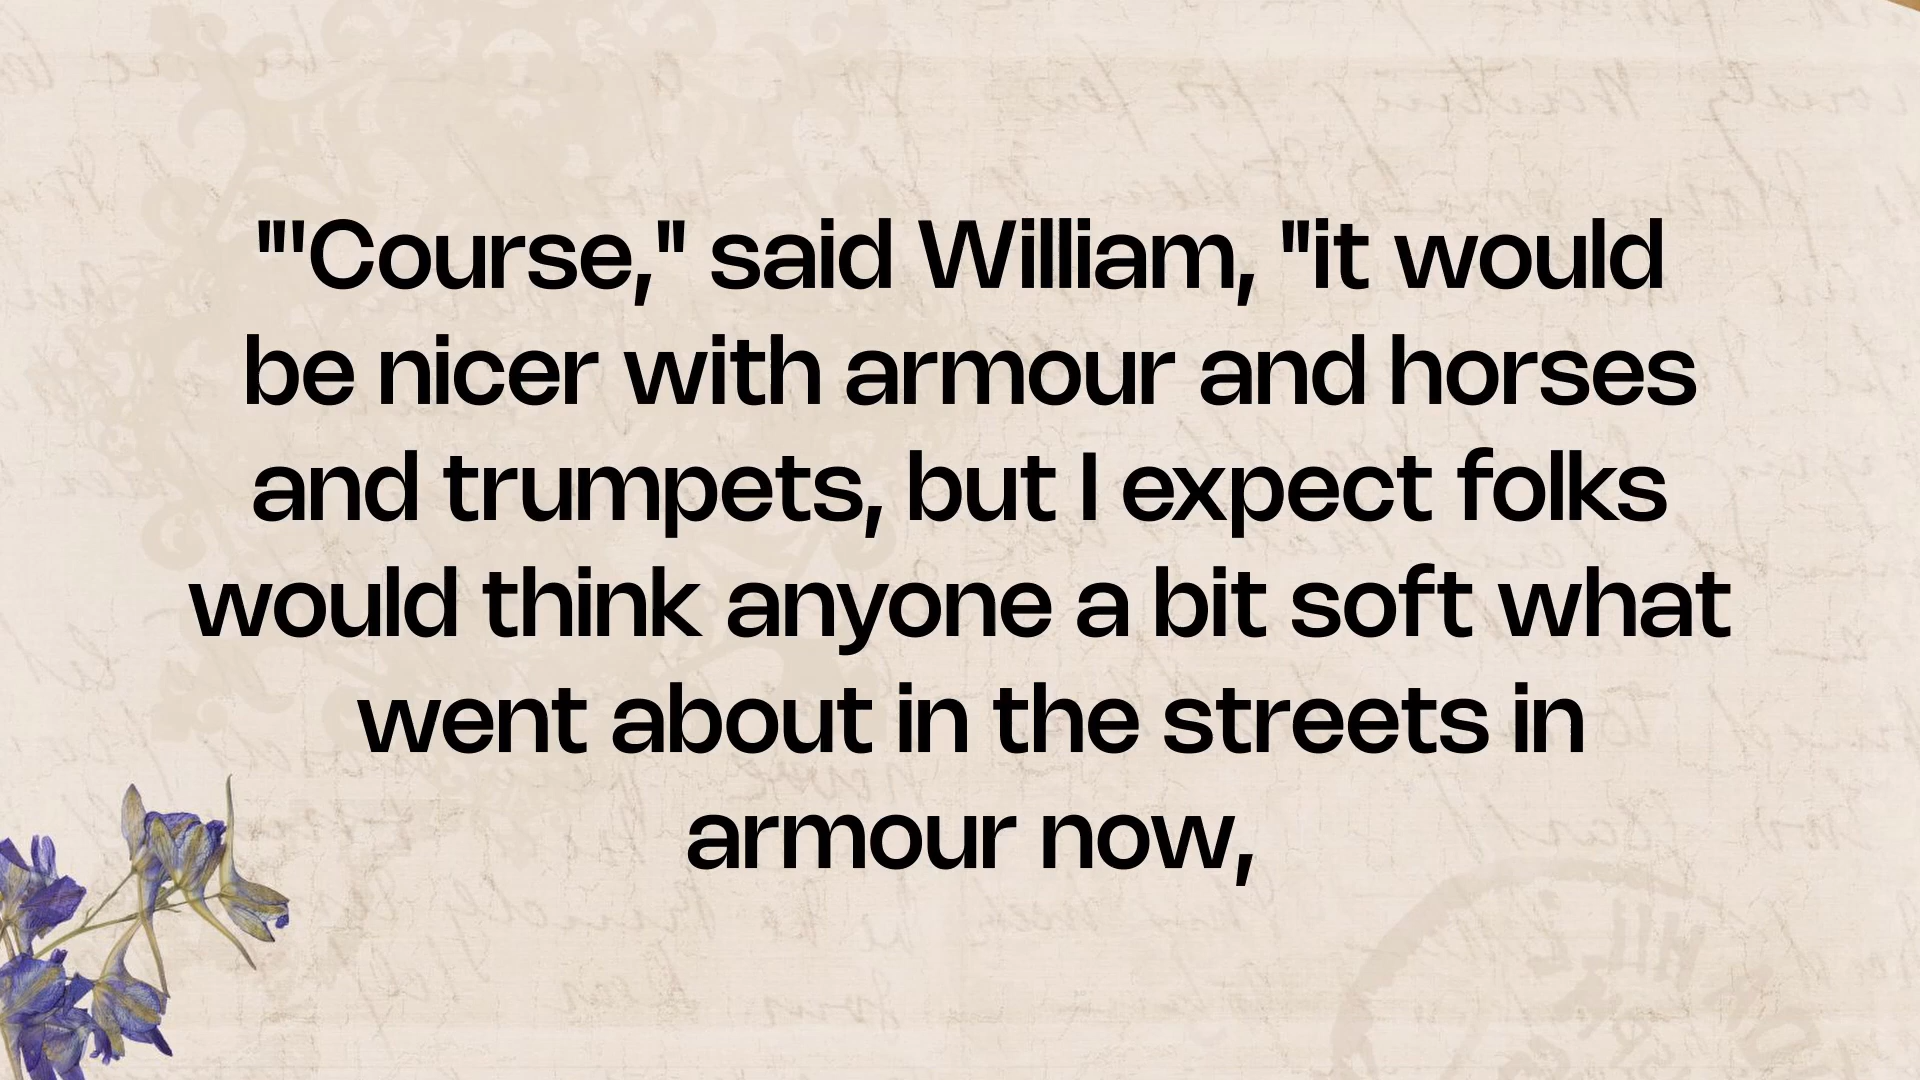 "'Course," said William, "it would
be nicer with armour and horses
and trumpets, but I expect folks
would think anyone a bit soft what
went about in the streets in
armour now,